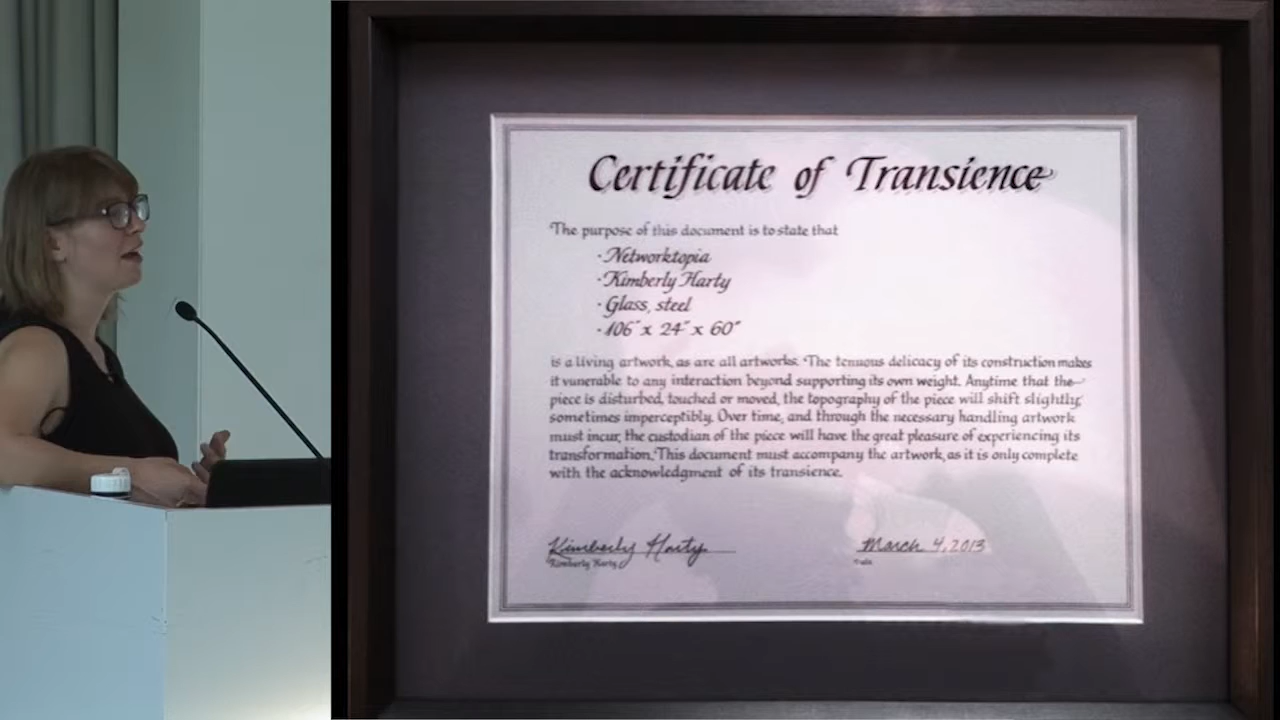 Certificate of Transience
The purpose of this document is to state that
· Networktopia
· Kimberly Harty
· Glass, steel
· 106" x 24" x 60"
is a living artwork, as are all artworks. The tenuous delicacy of its construction makes
it vunerable to any interaction beyond supporting its own weight. Anytime that the
piece is disturbed, touched or moved, the topography of the piece will shift slightly,
sometimes imperceptibly. Over time, and through the necessary handling artwork
must incur, the custodian of the piece will have the great pleasure of experiencing its
transformation. This document must accompany the artwork, as it is only complete
with the acknowledgment of its transience.
Kimberly Harty March 4, 2013
Kimberly Harty Date